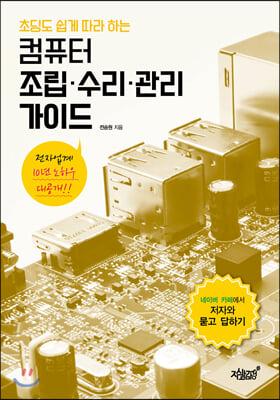 초딩도 쉽게 따라 하는
컴퓨터
조립·수리·관리
가이드
전승원 지음
전자업계
10년 노하우
대공개!!
네이버 카페에서
저자와
묻고 답하기
지식과감성